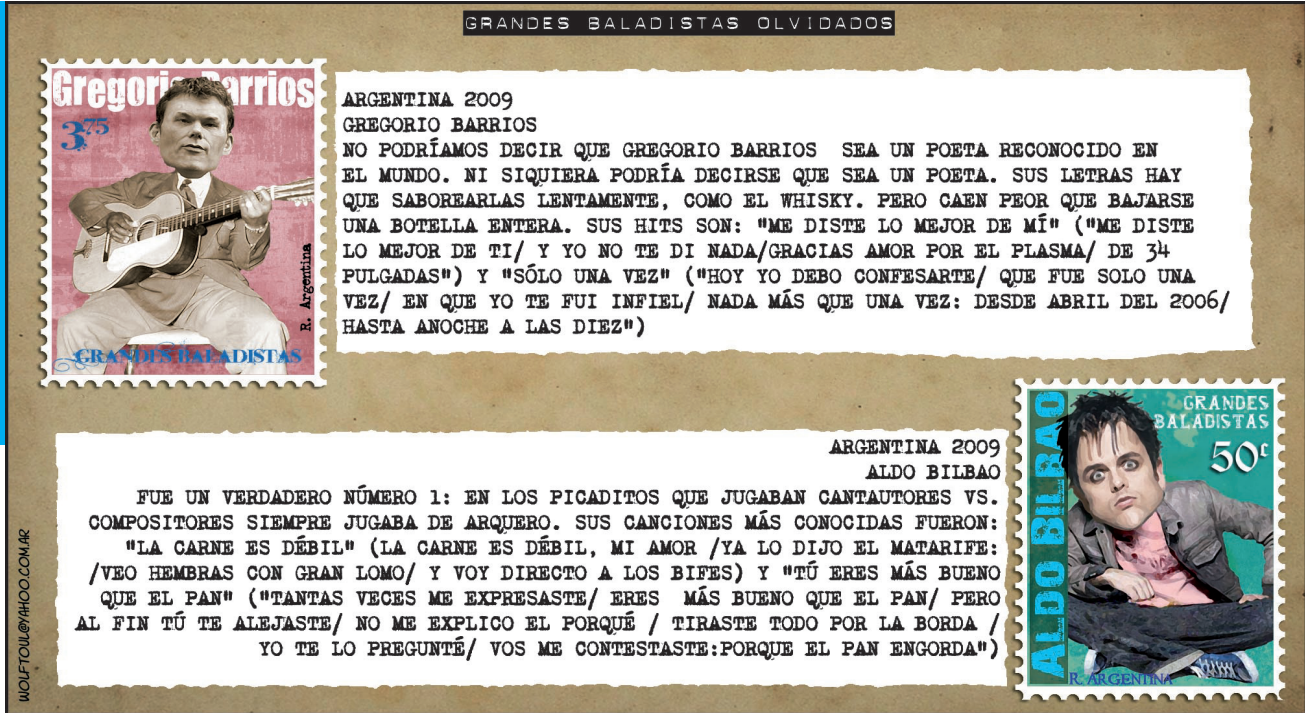 GRANDES BALADISTAS OLVIDADOS
Gregorio Barrios
3.75
R. Argentina
GRANDES BALADISTAS
ARGENTINA 2009
GREGORIO BARRIOS
NO PODRÍAMOS DECIR QUE GREGORIO BARRIOS SEA UN POETA RECONOCIDO EN
EL MUNDO. NI SIQUIERA PODRÍA DECIRSE QUE SEA UN POETA. SUS LETRAS HAY
QUE SABOREARLAS LENTAMENTE, COMO EL WHISKY. PERO CAEN PEOR QUE BAJARSE
UNA BOTELLA ENTERA. SUS HITS SON: "ME DISTE LO MEJOR DE MÍ" ("ME DISTE
LO MEJOR DE TI/ Y YO NO TE DI NADA/GRACIAS AMOR POR EL PLASMA/ DE 34
PULGADAS") Y "SÓLO UNA VEZ" ("HOY YO DEBO CONFESARTE/ QUE FUE SOLO UNA
VEZ/ EN QUE YO TE FUI INFIEL/ NADA MÁS QUE UNA VEZ: DESDE ABRIL DEL 2006/
HASTA ANOCHE A LAS DIEZ")
ARGENTINA 2009
ALDO BILBAO
FUE UN VERDADERO NÚMERO 1: EN LOS PICADITOS QUE JUGABAN CANTAUTORES VS.
COMPOSITORES SIEMPRE JUGABA DE ARQUERO. SUS CANCIONES MÁS CONOCIDAS FUERON:
"LA CARNE ES DÉBIL" (LA CARNE ES DÉBIL, MI AMOR /YA LO DIJO EL MATARIFE:
/VEO HEMBRAS CON GRAN LOMO/ Y VOY DIRECTO A LOS BIFES) Y "TÚ ERES MÁS BUENO
QUE EL PAN" ("TANTAS VECES ME EXPRESASTE/ ERES MÁS BUENO QUE EL PAN/ PERO
AL FIN TÚ TE ALEJASTE/ NO ME EXPLICO EL PORQUÉ / TIRASTE TODO POR LA BORDA /
YO TE LO PREGUNTÉ/ VOS ME CONTESTASTE:PORQUE EL PAN ENGORDA")
ALDO BILBAO
GRANDES
BALADISTAS
50¢
R. ARGENTINA
WOLFTOUL@YAHOO.COM.AR